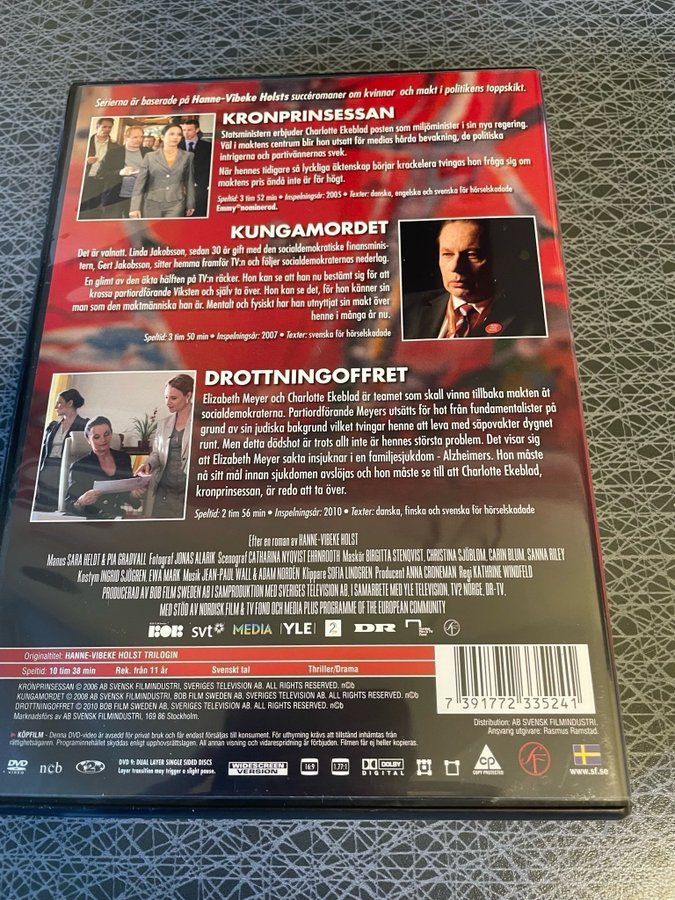 Serierna är baserade på Hanne-Vibeke Holsts succéromaner om kvinnor och makt i politikens toppskikt.
KRONPRINSESSAN
Statsministern erbjuder Charlotte Ekeblad posten som miljöminister i sin nya regering.
Väl i maktens centrum blir hon utsatt för medias hårda bevakning, de politiska
intrigerna och partivännernas svek.
När hennes tidigare så lyckliga äktenskap börjar krackelera tvingas hon fråga sig om
maktens pris ändå inte är för högt.
Speltid: 3 tim 52 min • Inspelningsår: 2005 • Texter: danska, engelska och svenska för hörselskadade
Emmy®nominerad.
KUNGAMORDET
Det är valnatt. Linda Jakobsson, sedan 30 år gift med den socialdemokratiske finansminis-
tern, Gert Jakobsson, sitter hemma framför TV:n och följer socialdemokraternas nederlag.
En glimt av den äkta hälften på TV:n räcker. Hon kan se att han nu bestämt sig för att
krossa partiordförande Viksten och själv ta över. Hon kan se det, för hon känner sin
man som den maktmänniska han är. Mentalt och fysiskt har han utnyttjat sin makt över
henne i många år nu.
Speltid: 3 tim 50 min • Inspelningsår: 2007 • Texter: svenska för hörselskadade
DROTTNINGOFFRET
Elizabeth Meyer och Charlotte Ekeblad är teamet som skall vinna tillbaka makten åt
socialdemokraterna. Partiordförande Meyers utsätts för hot från fundamentalister på
grund av sin judiska bakgrund vilket tvingar henne att leva med säpovakter dygnet
runt. Men detta dödshot är trots allt inte är hennes största problem. Det visar sig
att Elizabeth Meyer sakta insjuknar i en familjesjukdom - Alzheimers. Hon måste
nå sitt mål innan sjukdomen avslöjas och hon måste se till att Charlotte Ekeblad,
kronprinsessan, är redo att ta över.
Speltid: 2 tim 56 min • Inspelningsår: 2010 • Texter: danska, finska och svenska för hörselskadade
Efter en roman av HANNE-VIBEKE HOLST
Manus SARA HELDT & PIA GRADVALL Fotograf JONAS ALARIK Scenograf CATHARINA NYQVIST EHRNROOTH Maskör BIRGITTA STENQVIST, CHRISTINA SJÖBLOM, CARIN BLUM, SANNA RILEY
Kostym INGRID SJÖGREN, EWA MARK Musik JEAN-PAUL WALL & ADAM NORDÉN Klippare SOFIA LINDGREN Producent ANNA CRONEMAN Regi KATHRINE WINDFELD
PRODUCERAD AV BOB FILM SWEDEN AB I SAMPRODUKTION MED SVERIGES TELEVISION AB. I SAMARBETE MED YLE TELEVISION, TV2 NORGE, DR-TV.
MED STÖD AV NORDISK FILM & TV FOND OCH MEDIA PLUS PROGRAMME OF THE EUROPEAN COMMUNITY
BOB svt MEDIA YLE 2 DR SF
Originaltitel: HANNE-VIBEKE HOLST TRILOGIN
Speltid: 10 tim 38 min Rek. från 11 år Svenskt tal Thriller/Drama
KRONPRINSESSAN © 2006 AB SVENSK FILMINDUSTRI, SVERIGES TELEVISION AB. ALL RIGHTS RESERVED. n©b
KUNGAMORDET © 2008 AB SVENSK FILMINDUSTRI, BOB FILM SWEDEN AB, SVERIGES TELEVISION AB. ALL RIGHTS RESERVED. n©b
DROTTNINGOFFRET © 2010 BOB FILM SWEDEN AB, SVERIGES TELEVISION AB. ALL RIGHTS RESERVED. n©b
Marknadsförs av AB SVENSK FILMINDUSTRI, 169 86 Stockholm.
7 391772 335241
Distribution: AB SVENSK FILMINDUSTRI.
Ansvarig utgivare: Rasmus Ramstad.
KÖPFILM - Denna DVD-video är avsedd för privat bruk och får endast försäljas till konsument. För uthyrning krävs att tillstånd inhämtas från
rättighetsägaren. Programinnehållet skyddas enligt upphovsrättslagen. All annan visning och vidarespridning är förbjuden. Filmen får ej heller kopieras.
DVD VIDEO ncb 2 DVD 9: DUAL LAYER SINGLE SIDED DISCS
Layer transition may trigger a slight pause.
WIDESCREEN VERSION 16:9 1.77:1 DOLBY DIGITAL CP COPY PROTECTED SF www.sf.se